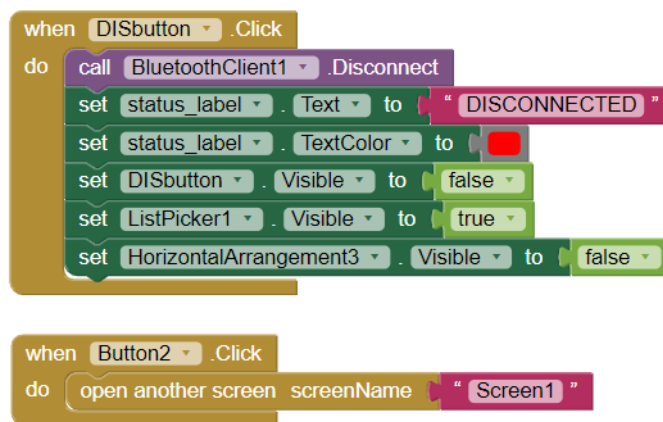 when DISbutton .Click
do call BluetoothClient1 .Disconnect
set status_label . Text to " DISCONNECTED "
set status_label . TextColor to
set DISbutton . Visible to false
set ListPicker1 . Visible to true
set HorizontalArrangement3 . Visible to false
when Button2 .Click
do open another screen screenName " Screen1 "